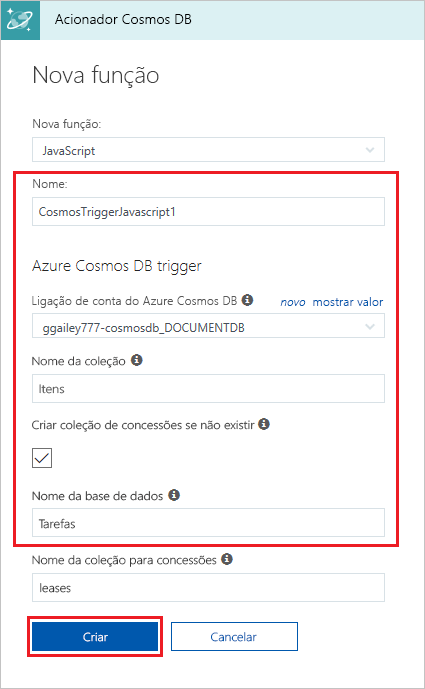 Acionador Cosmos DB
Nova função
Nova função:
JavaScript
Nome:
CosmosTriggerJavascript1
Azure Cosmos DB trigger
Ligação de conta do Azure Cosmos DB novo mostrar valor
ggailey777-cosmosdb_DOCUMENTDB
Nome da coleção
Itens
Criar coleção de concessões se não existir
Nome da base de dados
Tarefas
Nome da coleção para concessões
leases
Criar Cancelar